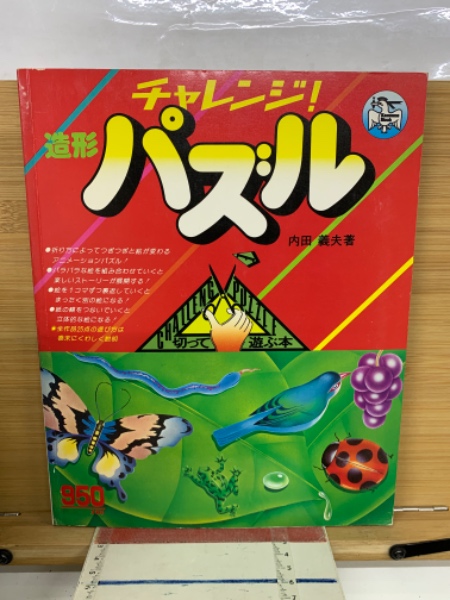 チャレンジ!
造形
パズル
内田 義夫著
●折り方によってつぎつぎと絵が変わる
アニメーションパズル!
●バラバラな絵を組み合わせていくと
楽しいストーリーが展開する!
●絵を1コマずつ裏返していくと
まったく別の絵になる!
●紙の輪をつないでいくと
立体的な絵になる!
CHALLENGE PUZZLE
切って遊ぶ本
950